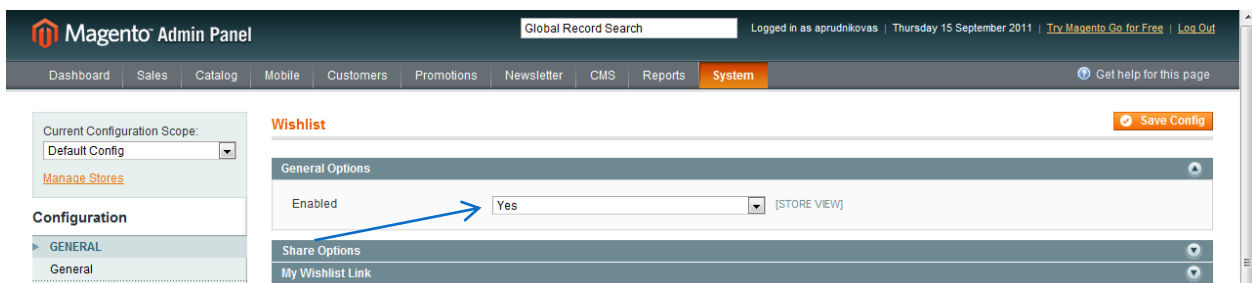 Magento Admin Panel
Global Record Search
Logged in as aprudnikovas | Thursday 15 September 2011 | Try Magento Go for Free | Log Out
Dashboard Sales Catalog Mobile Customers Promotions Newsletter CMS Reports System
Get help for this page
Current Configuration Scope:
Default Config
Manage Stores
Configuration
GENERAL
General
Wishlist
Save Config
General Options
Enabled Yes [STORE VIEW]
Share Options
My Wishlist Link